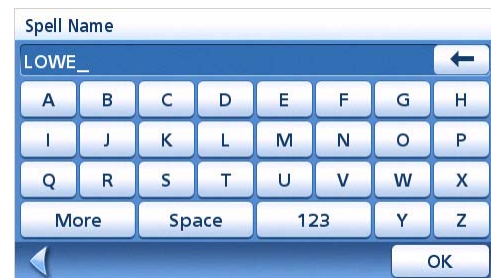 Spell Name
LOWE_
A B C D E F G H
I J K L M N O P
Q R S T U V W X
More Space 123 Y Z
OK